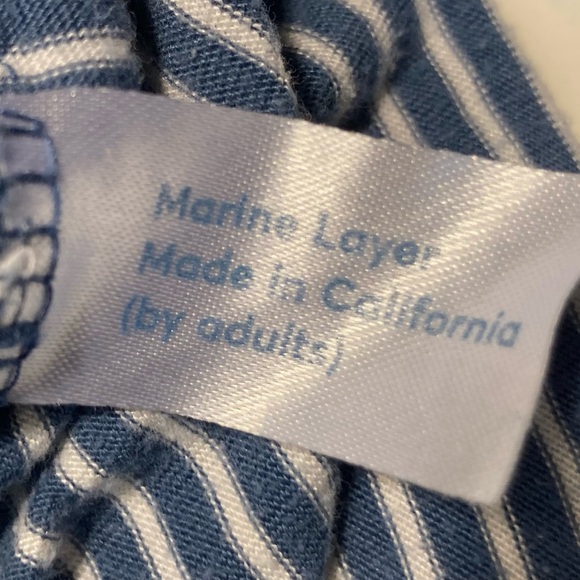 Marine Layer
Made in California
(by adults)